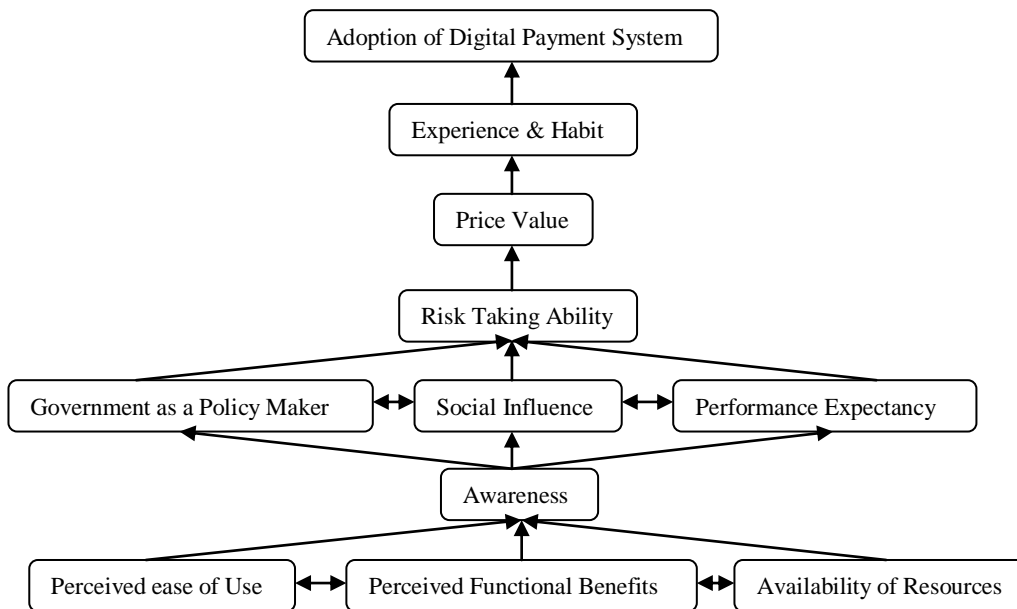 Adoption of Digital Payment System
Experience & Habit
Price Value
Risk Taking Ability
Government as a Policy Maker
Social Influence
Performance Expectancy
Awareness
Perceived ease of Use
Perceived Functional Benefits
Availability of Resources